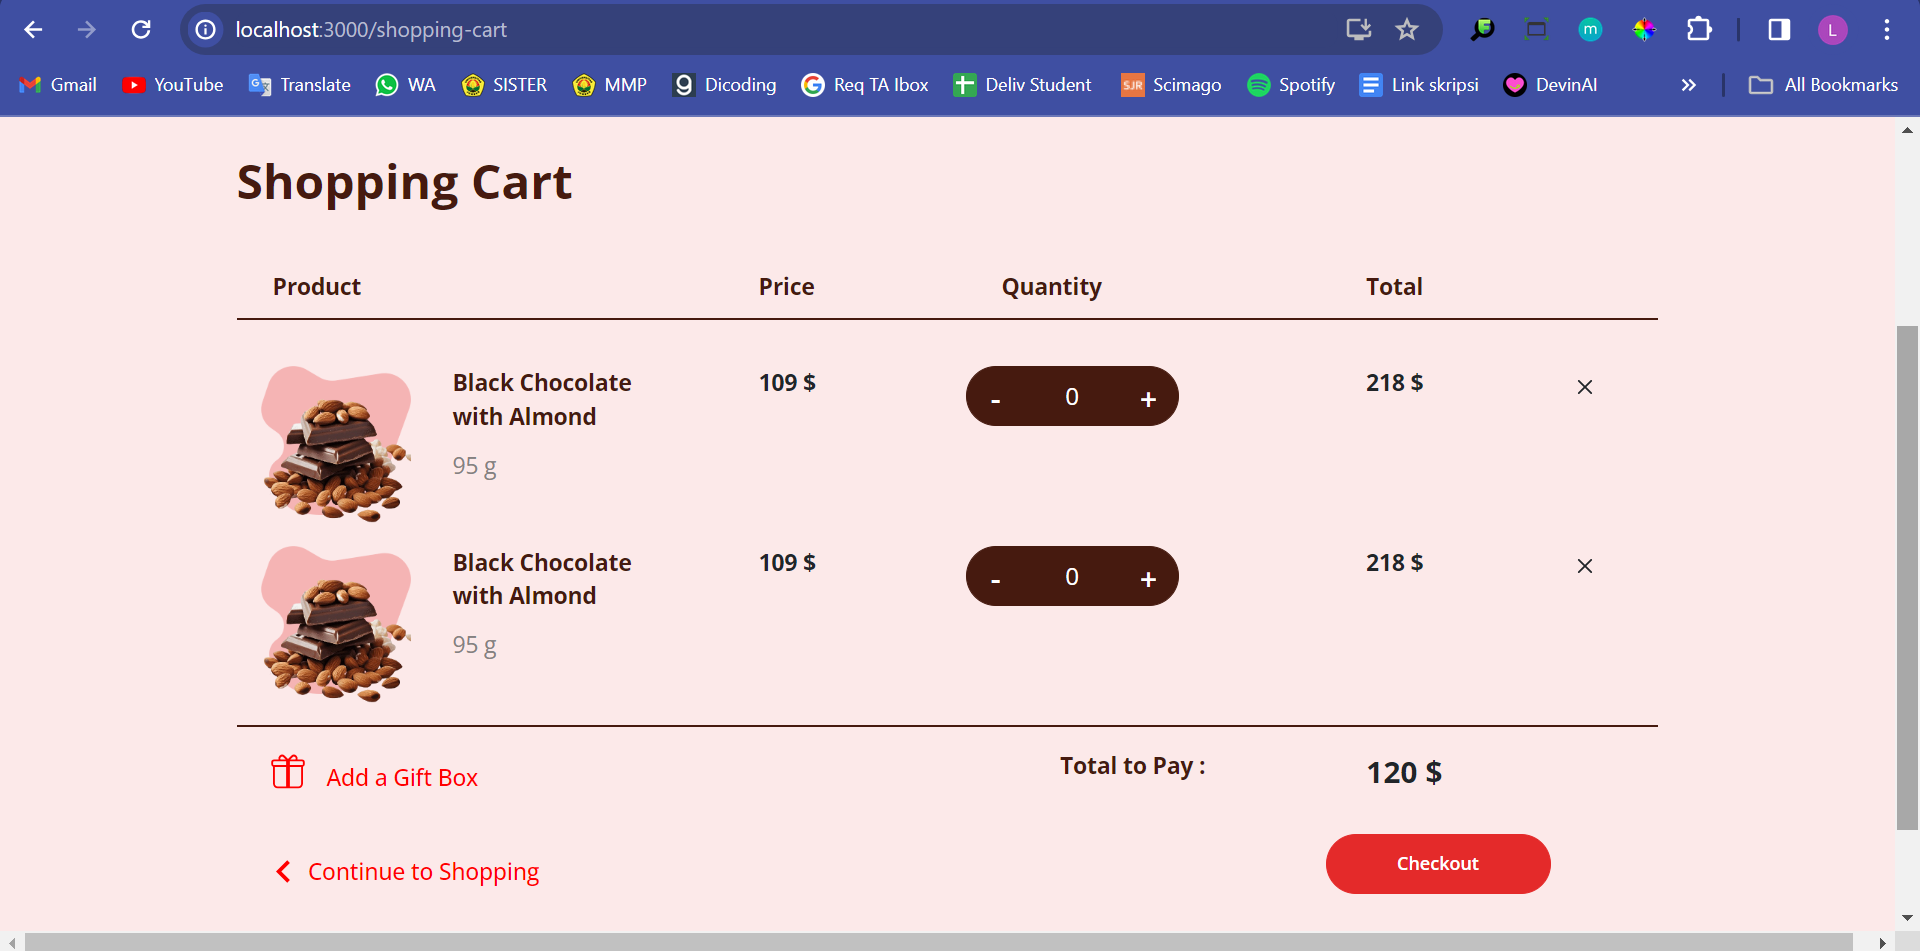 localhost:3000/shopping-cart
m
L
Gmail YouTube Translate WA SISTER MMP Dicoding Req TA Ibox Deliv Student SJR Scimago Spotify Link skripsi DevinAI » All Bookmarks
Shopping Cart
Product Price Quantity Total
Black Chocolate
with Almond
95 g
109 $
- 0 +
218 $
Black Chocolate
with Almond
95 g
109 $
- 0 +
218 $
Add a Gift Box
Total to Pay :
120 $
Continue to Shopping
Checkout